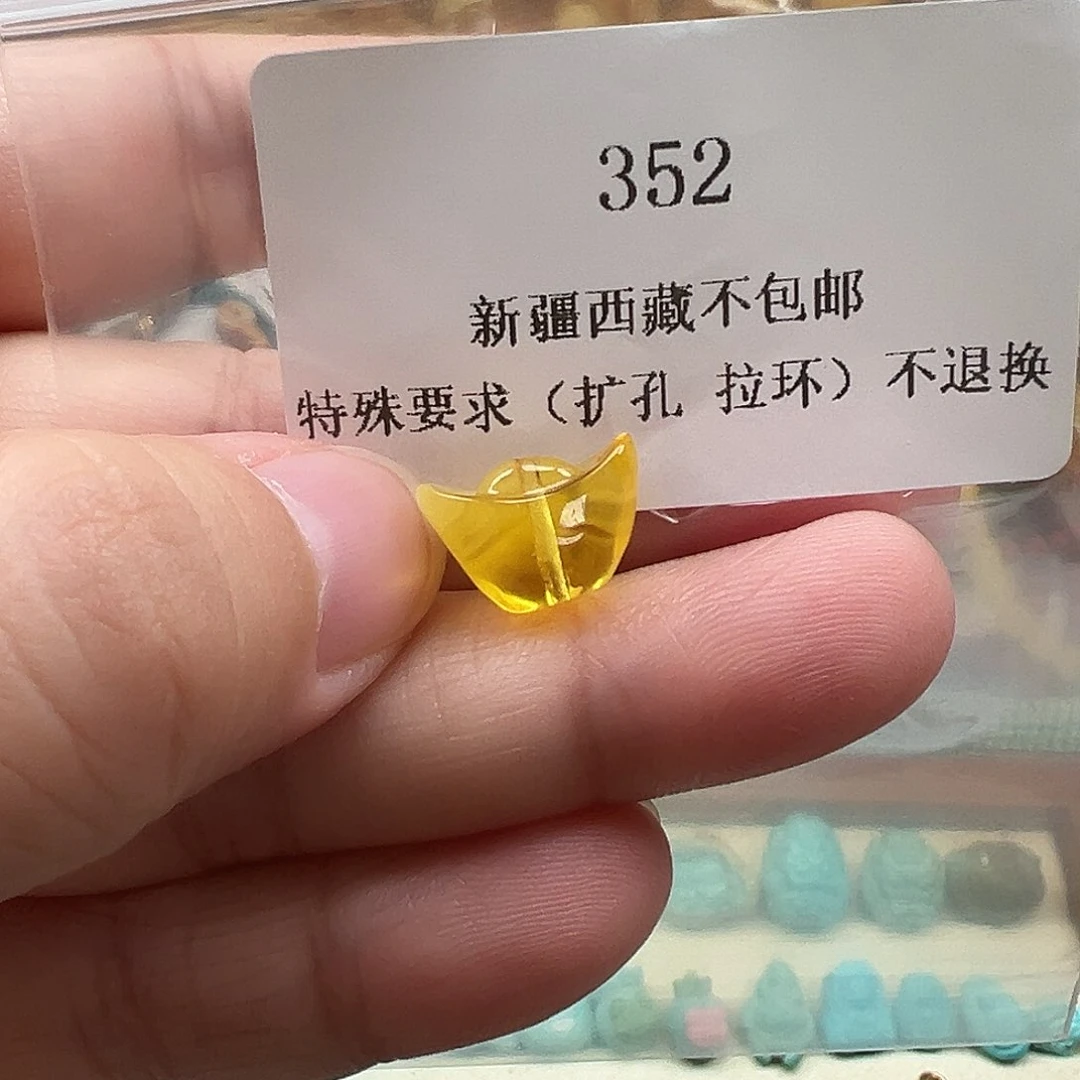 352
新疆西藏不包邮
特殊要求（扩孔 拉环）不退换